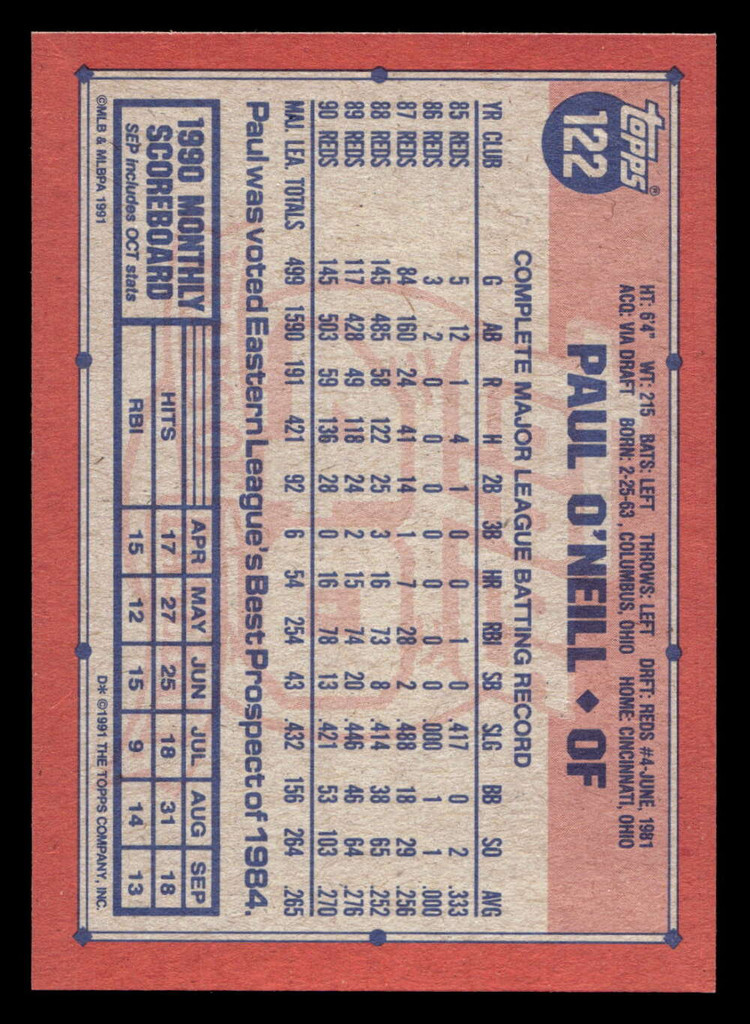 TOPPS®
122
HT: 6'4" WT: 215 BATS: LEFT THROWS: LEFT DRFT: REDS #4-JUNE, 1981
ACQ: VIA DRAFT BORN: 2-25-63, COLUMBUS, OHIO HOME: CINCINNATI, OHIO
PAUL O'NEILL ◆ OF
COMPLETE MAJOR LEAGUE BATTING RECORD
YR CLUB G AB R H 2B 3B HR RBI SB SLG BB SO AVG
85 REDS 5 12 1 4 1 0 0 1 0 .417 0 2 .333
86 REDS 3 2 0 0 0 0 0 0 0 .000 1 1 .000
87 REDS 84 160 24 41 14 1 7 28 2 .488 18 29 .256
88 REDS 145 485 58 122 25 3 16 73 8 .414 38 65 .252
89 REDS 117 428 49 118 24 2 15 74 20 .446 46 64 .276
90 REDS 145 503 59 136 28 0 16 78 13 .421 53 103 .270
MAJ. LEA. TOTALS 499 1590 191 421 92 6 54 254 43 .432 156 264 .265
Paul was voted Eastern League's Best Prospect of 1984.
1990 MONTHLY
SCOREBOARD
SEP includes OCT stats
APR MAY JUN JUL AUG SEP
HITS 17 27 25 18 31 18
RBI 15 12 15 9 14 13
©MLB & MLBPA 1991
D* ©1991 THE TOPPS COMPANY, INC.